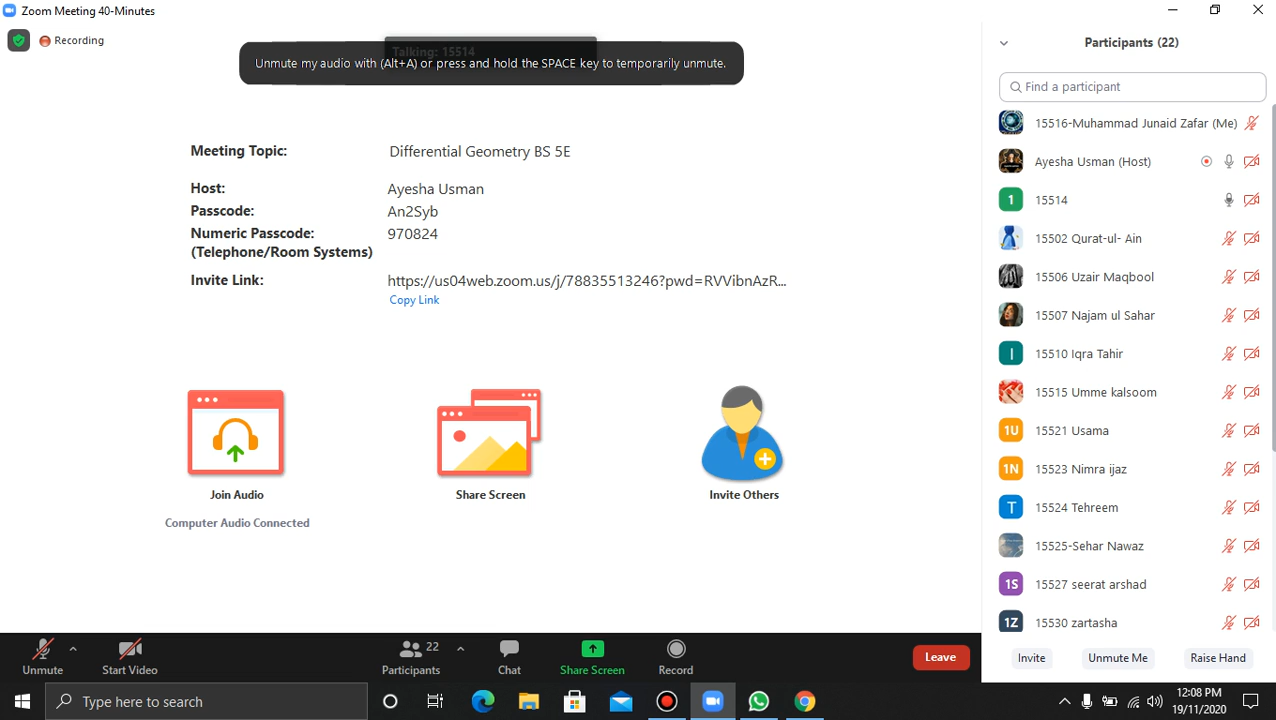 Zoom Meeting 40-Minutes
Recording
Talking: 15514
Unmute my audio with (Alt+A) or press and hold the SPACE key to temporarily unmute.
Meeting Topic: Differential Geometry BS 5E
Host: Ayesha Usman
Passcode: An2Syb
Numeric Passcode: 970824
(Telephone/Room Systems)
Invite Link: https://us04web.zoom.us/j/78835513246?pwd=RVVibnAzR...
Copy Link
Join Audio
Share Screen
Invite Others
Computer Audio Connected
Participants (22)
Find a participant
15516-Muhammad Junaid Zafar (Me)
Ayesha Usman (Host)
1 15514
15502 Qurat-ul- Ain
15506 Uzair Maqbool
15507 Najam ul Sahar
I 15510 Iqra Tahir
15515 Umme kalsoom
1U 15521 Usama
1N 15523 Nimra ijaz
T 15524 Tehreem
15525-Sehar Nawaz
1S 15527 seerat arshad
1Z 15530 zartasha
Invite Unmute Me Raise Hand
Unmute
Start Video
Participants 22
Chat
Share Screen
Record
Leave
Type here to search
12:08 PM
19/11/2020